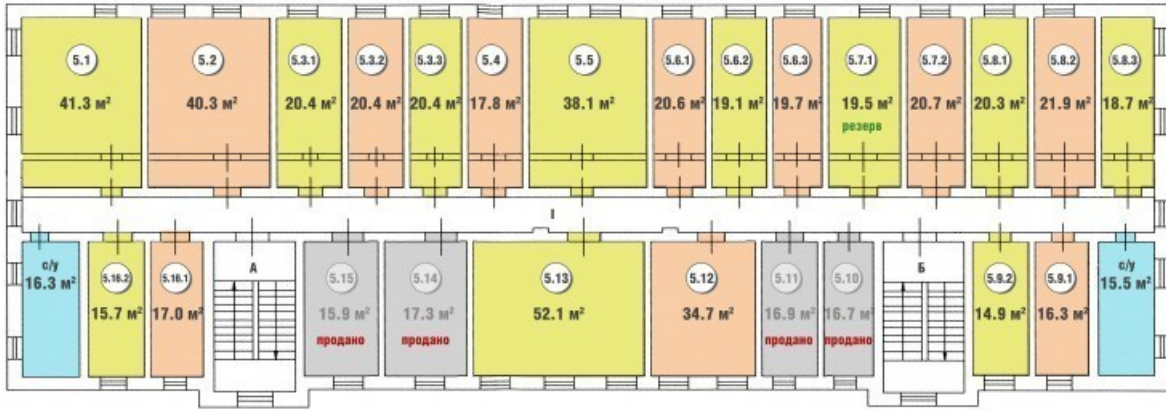 5.1
41.3 м²
5.2
40.3 м²
5.3.1
20.4 м²
5.3.2
20.4 м²
5.3.3
20.4 м²
5.4
17.8 м²
5.5
38.1 м²
5.6.1
20.6 м²
5.6.2
19.1 м²
5.6.3
19.7 м²
5.7.1
19.5 м²
резерв
5.7.2
20.7 м²
5.8.1
20.3 м²
5.8.2
21.9 м²
5.8.3
18.7 м²
I
с/у
16.3 м²
5.16.2
15.7 м²
5.16.1
17.0 м²
А
5.15
15.9 м²
продано
5.14
17.3 м²
продано
5.13
52.1 м²
5.12
34.7 м²
5.11
16.9 м²
продано
5.10
16.7 м²
продано
Б
5.9.2
14.9 м²
5.9.1
16.3 м²
с/у
15.5 м²